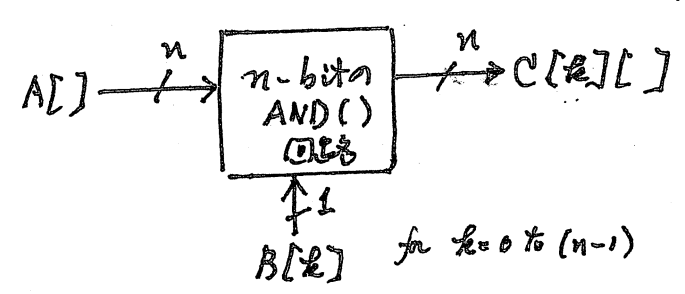 n
n
A[]
n-bitの
AND()
回路
C[k][ ]
1
B[k]
for k=0 to (n-1)